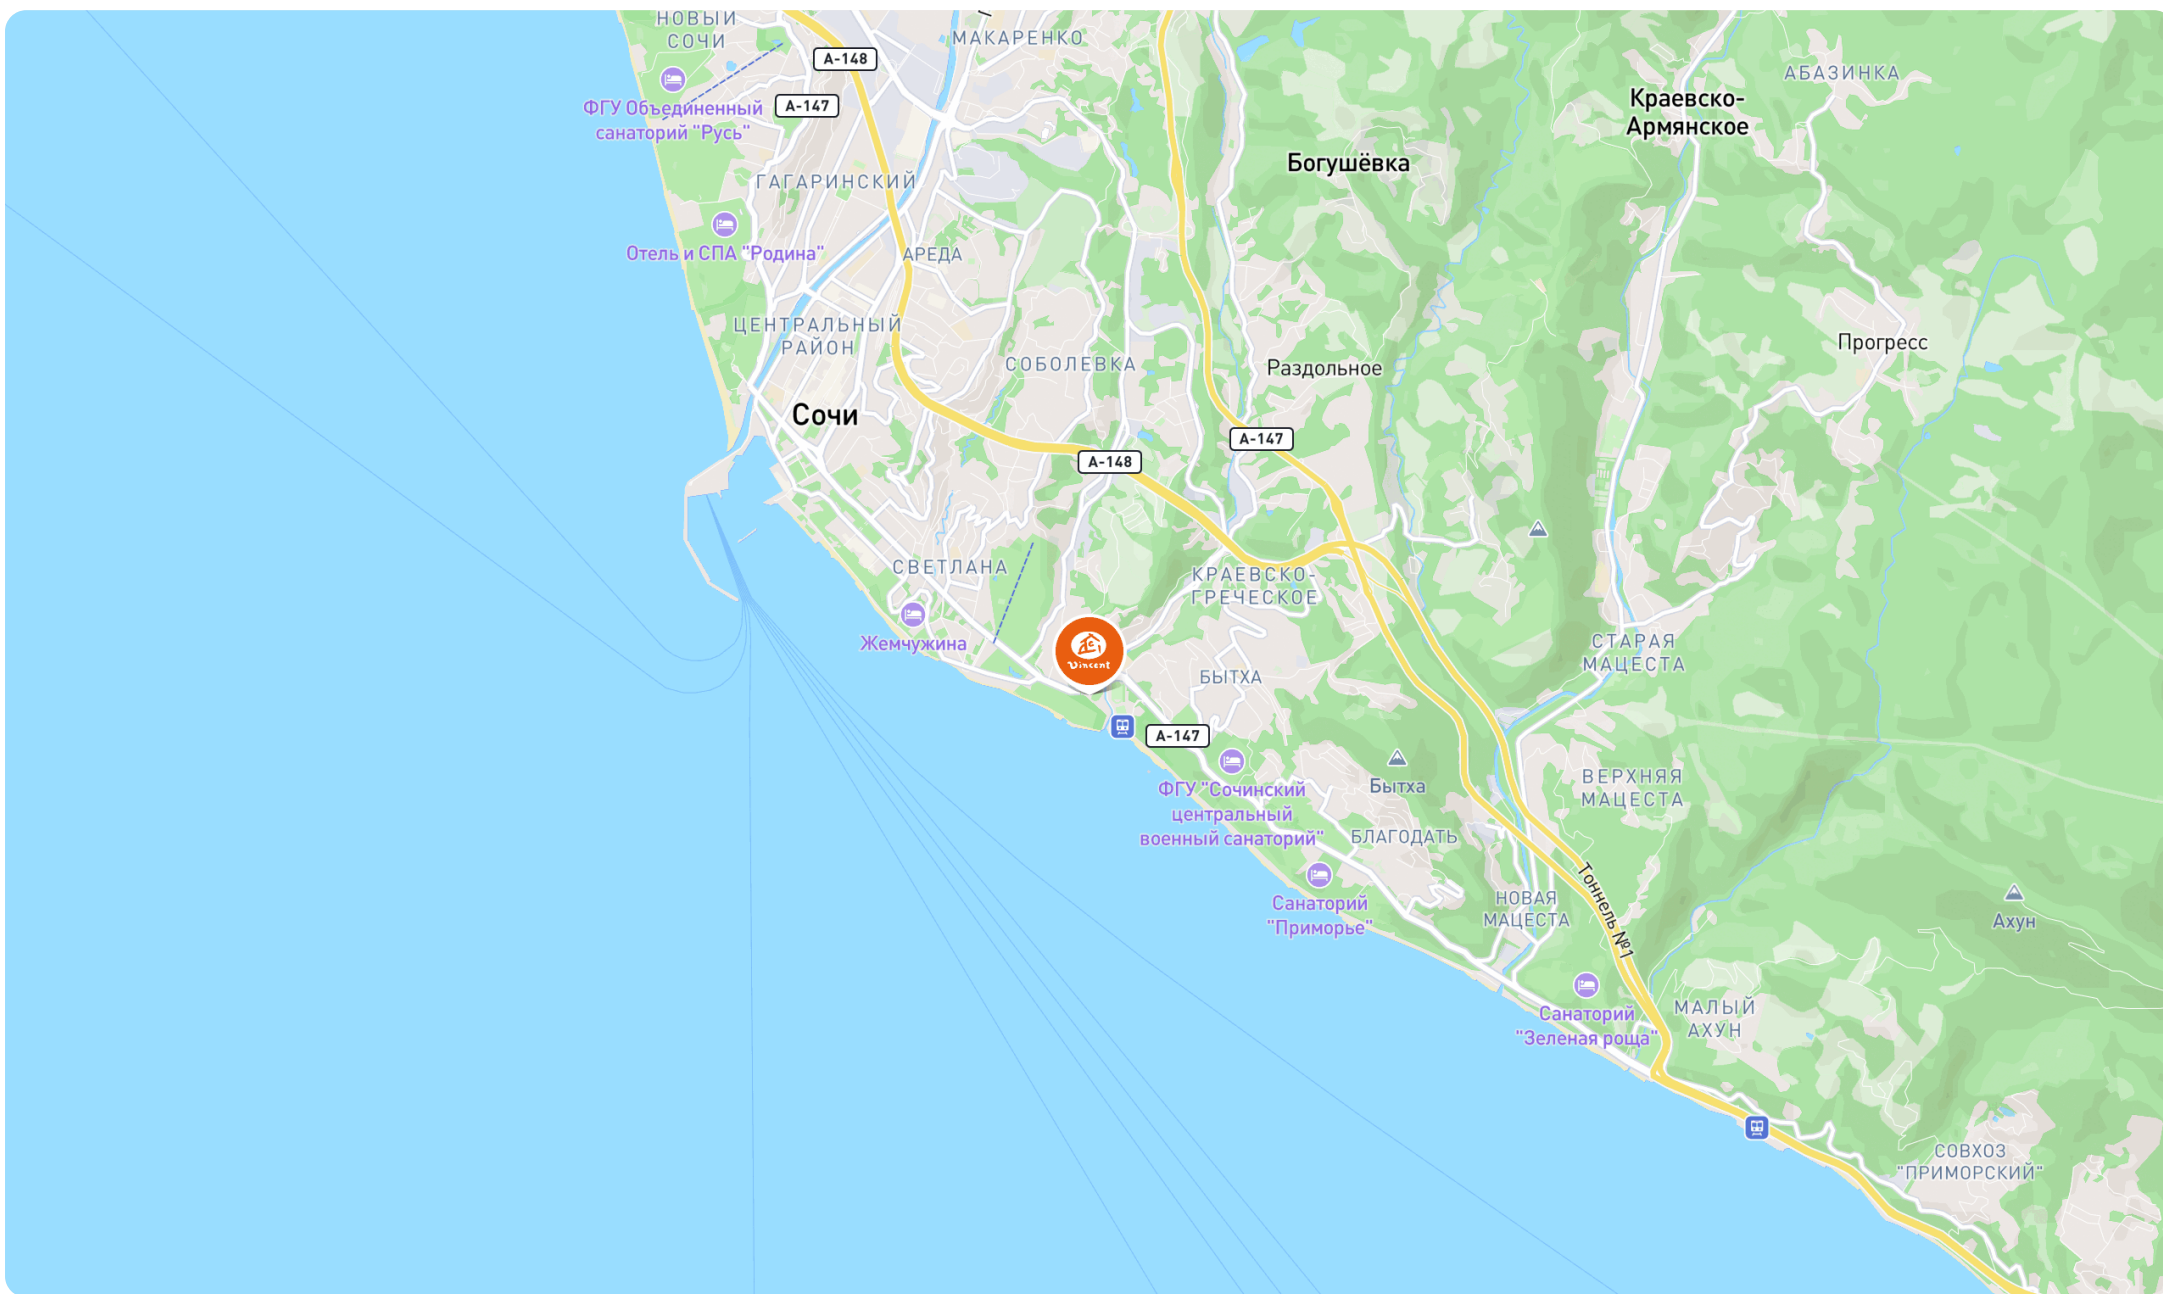 НОВЫЙ
СОЧИ
МАКАРЕНКО
А-148
АБАЗИНКА
ФГУ Объединенный
санаторий "Русь"
А-147
Краевско-
Армянское
Богушёвка
ГАГАРИНСКИЙ
Отель и СПА "Родина"
АРЕДА
ЦЕНТРАЛЬНЫЙ
РАЙОН
СОБОЛЕВКА
Раздольное
Прогресс
Сочи
А-147
А-148
СВЕТЛАНА
КРАЕВСКО-
ГРЕЧЕСКОЕ
Жемчужина
Vincent
БЫТХА
СТАРАЯ
МАЦЕСТА
А-147
ФГУ "Сочинский
центральный
военный санаторий"
Бытха
ВЕРХНЯЯ
МАЦЕСТА
БЛАГОДАТЬ
Тоннель №1
Санаторий
"Приморье"
НОВАЯ
МАЦЕСТА
Ахун
Санаторий
"Зеленая роща"
МАЛЫЙ
АХУН
СОВХОЗ
"ПРИМОРСКИЙ"